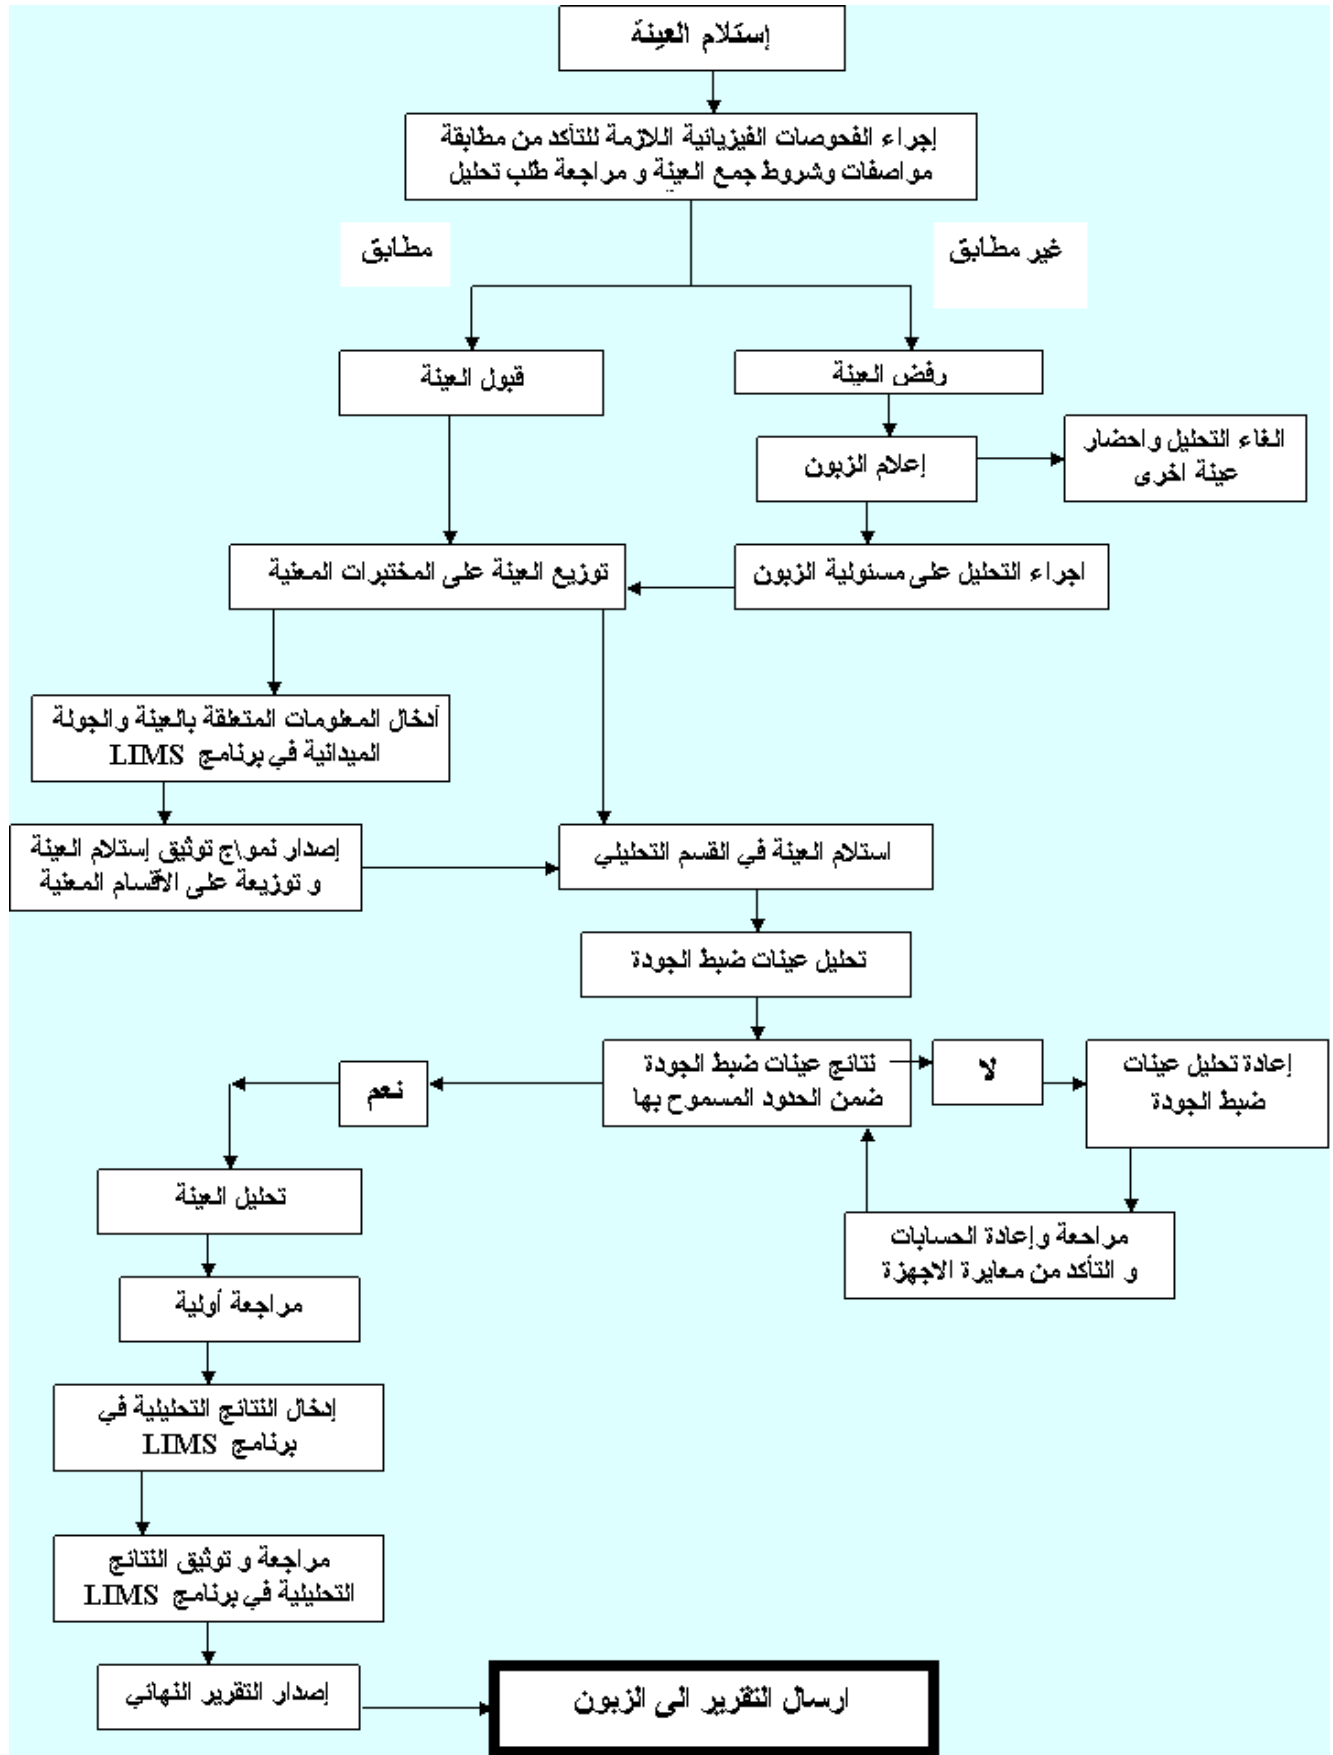 إستلام العينة
إجراء الفحوصات الفيزيائية اللازمة للتأكد من مطابقة
مواصفات وشروط جمع العينة و مراجعة طلب تحليل
غير مطابق
مطابق
رفض العينة
قبول العينة
إعلام الزبون
الغاء التحليل واحضار
عينة اخرى
اجراء التحليل على مسئولية الزبون
توزيع العينة على المختبرات المعنية
أدخال المعلومات المتعلقة بالعينة والجولة
الميدانية في برنامج LIMS
إصدار نمو\ج توثيق إستلام العينة
و توزيعة على الأقسام المعنية
استلام العينة في القسم التحليلي
تحليل عينات ضبط الجودة
نتائج عينات ضبط الجودة
ضمن الحدود المسموح بها
لا
نعم
إعادة تحليل عينات
ضبط الجودة
مراجعة وإعادة الحسابات
و التأكد من معايرة الاجهزة
تحليل العينة
مراجعة أولية
إدخال النتائج التحليلية في
برنامج LIMS
مراجعة و توثيق النتائج
التحليلية في برنامج LIMS
إصدار التقرير النهائي
ارسال التقرير الى الزبون